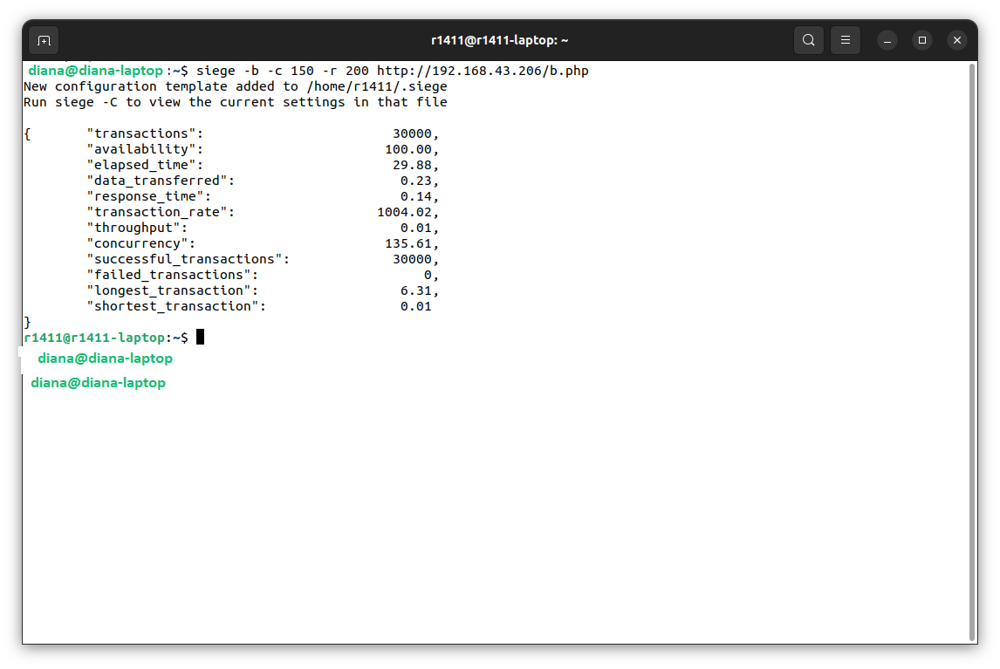 r1411@r1411-laptop: ~
diana@diana-laptop :~$ siege -b -c 150 -r 200 http://192.168.43.206/b.php
New configuration template added to /home/r1411/.siege
Run siege -C to view the current settings in that file
{ "transactions": 30000,
"availability": 100.00,
"elapsed_time": 29.88,
"data_transferred": 0.23,
"response_time": 0.14,
"transaction_rate": 1004.02,
"throughput": 0.01,
"concurrency": 135.61,
"successful_transactions": 30000,
"failed_transactions": 0,
"longest_transaction": 6.31,
"shortest_transaction": 0.01
}
r1411@r1411-laptop:~$
diana@diana-laptop
diana@diana-laptop